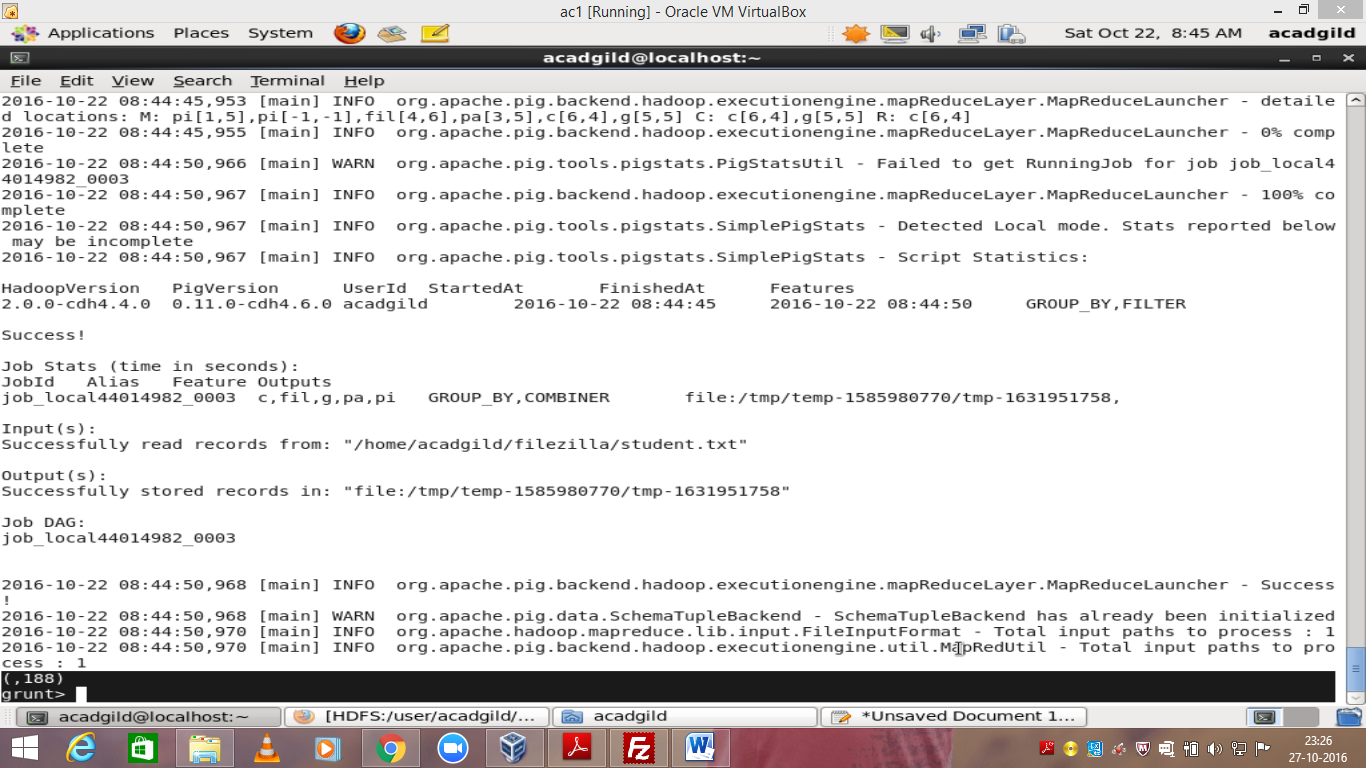 ac1 [Running] - Oracle VM VirtualBox
Applications Places System Sat Oct 22, 8:45 AM acadgild
acadgild@localhost:~
File Edit View Search Terminal Help
2016-10-22 08:44:45,953 [main] INFO  org.apache.pig.backend.hadoop.executionengine.mapReduceLayer.MapReduceLauncher - detaile
d locations: M: pi[1,5],pi[-1,-1],fil[4,6],pa[3,5],c[6,4],g[5,5] C: c[6,4],g[5,5] R: c[6,4]
2016-10-22 08:44:45,955 [main] INFO  org.apache.pig.backend.hadoop.executionengine.mapReduceLayer.MapReduceLauncher - 0% comp
lete
2016-10-22 08:44:50,966 [main] WARN  org.apache.pig.tools.pigstats.PigStatsUtil - Failed to get RunningJob for job job_local4
4014982_0003
2016-10-22 08:44:50,967 [main] INFO  org.apache.pig.backend.hadoop.executionengine.mapReduceLayer.MapReduceLauncher - 100% co
mplete
2016-10-22 08:44:50,967 [main] INFO  org.apache.pig.tools.pigstats.SimplePigStats - Detected Local mode. Stats reported below
 may be incomplete
2016-10-22 08:44:50,967 [main] INFO  org.apache.pig.tools.pigstats.SimplePigStats - Script Statistics:
HadoopVersion   PigVersion      UserId  StartedAt       FinishedAt      Features
2.0.0-cdh4.4.0  0.11.0-cdh4.6.0 acadgild        2016-10-22 08:44:45     2016-10-22 08:44:50     GROUP_BY,FILTER
Success!
Job Stats (time in seconds):
JobId   Alias   Feature Outputs
job_local44014982_0003  c,fil,g,pa,pi   GROUP_BY,COMBINER       file:/tmp/temp-1585980770/tmp-1631951758,
Input(s):
Successfully read records from: "/home/acadgild/filezilla/student.txt"
Output(s):
Successfully stored records in: "file:/tmp/temp-1585980770/tmp-1631951758"
Job DAG:
job_local44014982_0003
2016-10-22 08:44:50,968 [main] INFO  org.apache.pig.backend.hadoop.executionengine.mapReduceLayer.MapReduceLauncher - Success
!
2016-10-22 08:44:50,968 [main] WARN  org.apache.pig.data.SchemaTupleBackend - SchemaTupleBackend has already been initialized
2016-10-22 08:44:50,970 [main] INFO  org.apache.hadoop.mapreduce.lib.input.FileInputFormat - Total input paths to process : 1
2016-10-22 08:44:50,970 [main] INFO  org.apache.pig.backend.hadoop.executionengine.util.MapRedUtil - Total input paths to pro
cess : 1
(,188)
grunt>
acadgild@localhost:~ [HDFS:/user/acadgild/... acadgild *Unsaved Document 1...
23:26
27-10-2016